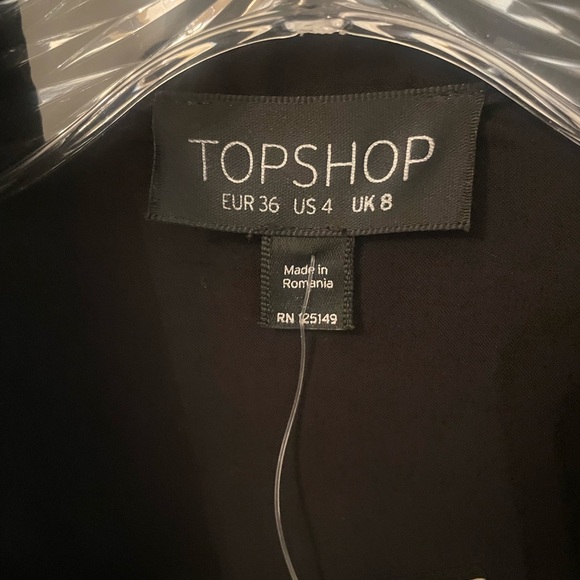 TOPSHOP
EUR 36 US 4 UK 8
Made in
Romania
RN 125149